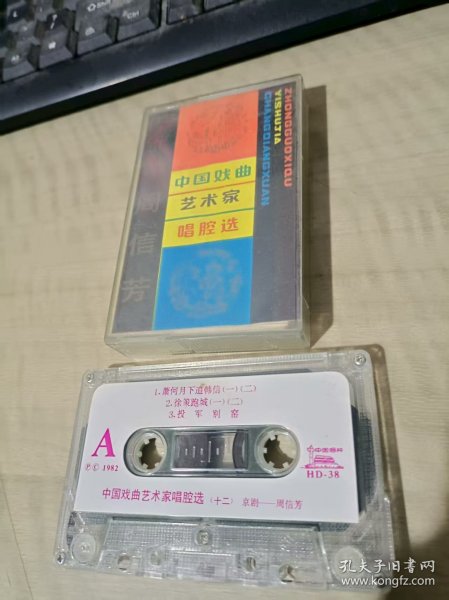 ZHONGGUOXIQU
YISHUJIA
CHANGQIANGXUAN
中国戏曲
艺术家
唱腔选
周信芳
1.萧何月下追韩信(一)(二)
2.徐策跑城(一)(二)
3.投 军 别 窑
A
Ⓟ Ⓒ 1982
中国唱片
HD-38
中国戏曲艺术家唱腔选(十二) 京剧——周信芳
孔夫子旧书网
www.kongfz.com